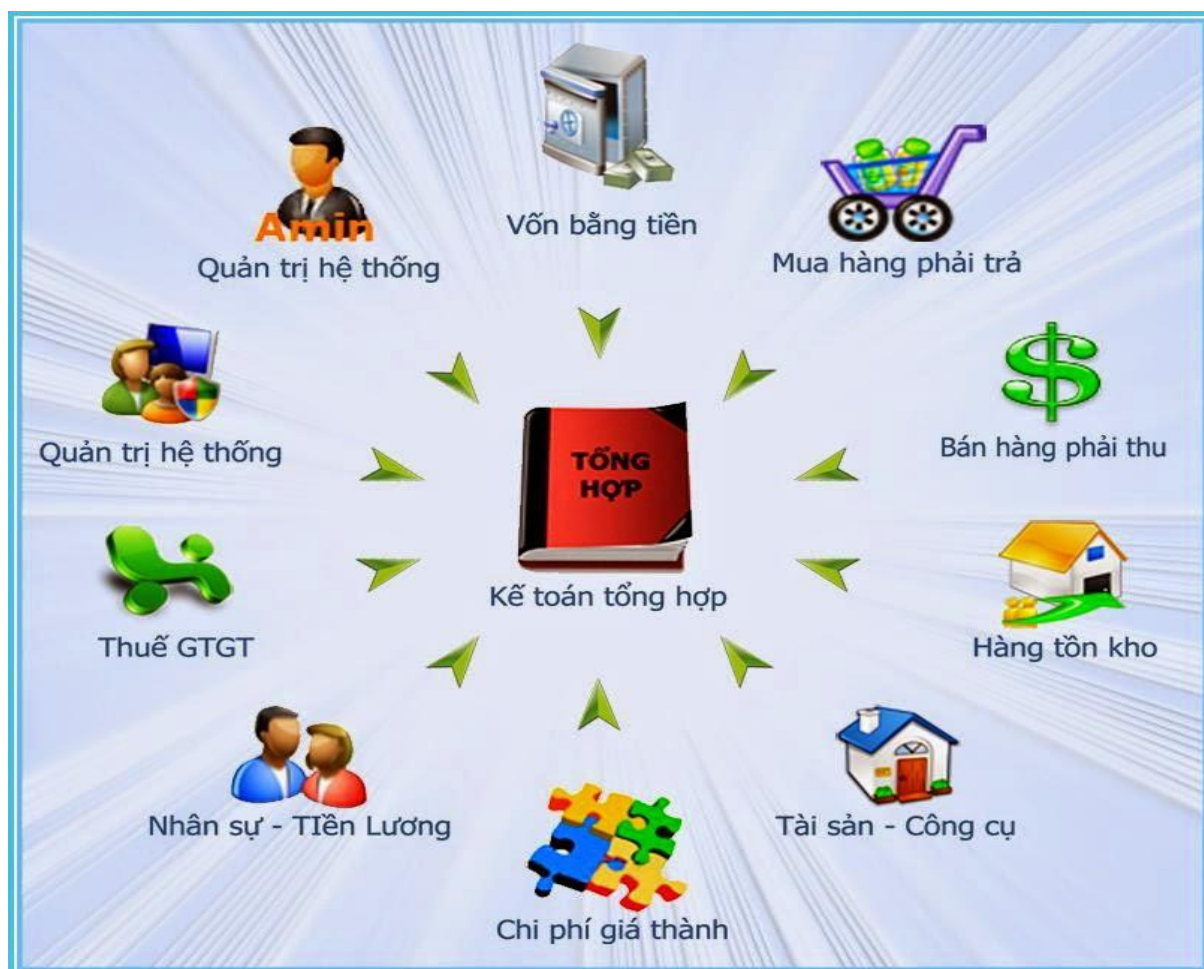 Vốn bằng tiền
Amin
Quản trị hệ thống
Mua hàng phải trả
Quản trị hệ thống
Bán hàng phải thu
TỔNG
HỢP
Kế toán tổng hợp
Thuế GTGT
Hàng tồn kho
Nhân sự - TIền Lương
Tài sản - Công cụ
Chi phí giá thành